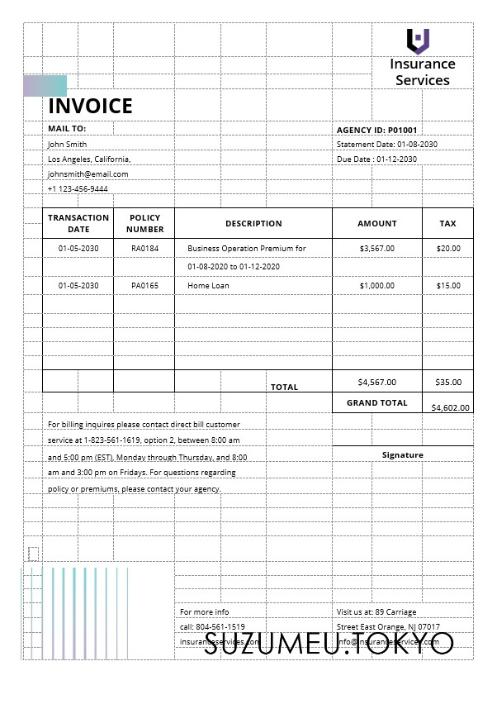 Insurance
Services
INVOICE
MAIL TO:
John Smith
Los Angeles, California,
johnsmith@email.com
+1 123-456-9444
AGENCY ID: P01001
Statement Date: 01-08-2030
Due Date : 01-12-2030
TRANSACTION DATE POLICY NUMBER DESCRIPTION AMOUNT TAX
01-05-2030 RA0184 Business Operation Premium for $3,567.00 $20.00
01-08-2020 to 01-12-2020
01-05-2030 PA0165 Home Loan $1,000.00 $15.00
TOTAL $4,567.00 $35.00
GRAND TOTAL $4,602.00
For billing inquires please contact direct bill customer
service at 1-823-561-1619, option 2, between 8:00 am
and 5:00 pm (EST), Monday through Thursday, and 8:00
am and 3:00 pm on Fridays. For questions regarding
policy or premiums, please contact your agency.
Signature
For more info
call: 804-561-1519
insuranceservices.com
Visit us at: 89 Carriage
Street East Orange, NJ 07017
info@insuranceservices.com
SUZUMEU.TOKYO